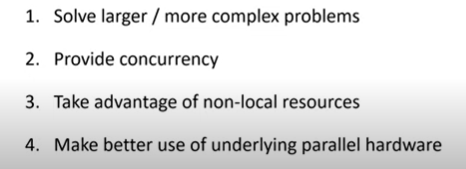 1. Solve larger / more complex problems
2. Provide concurrency
3. Take advantage of non-local resources
4. Make better use of underlying parallel hardware